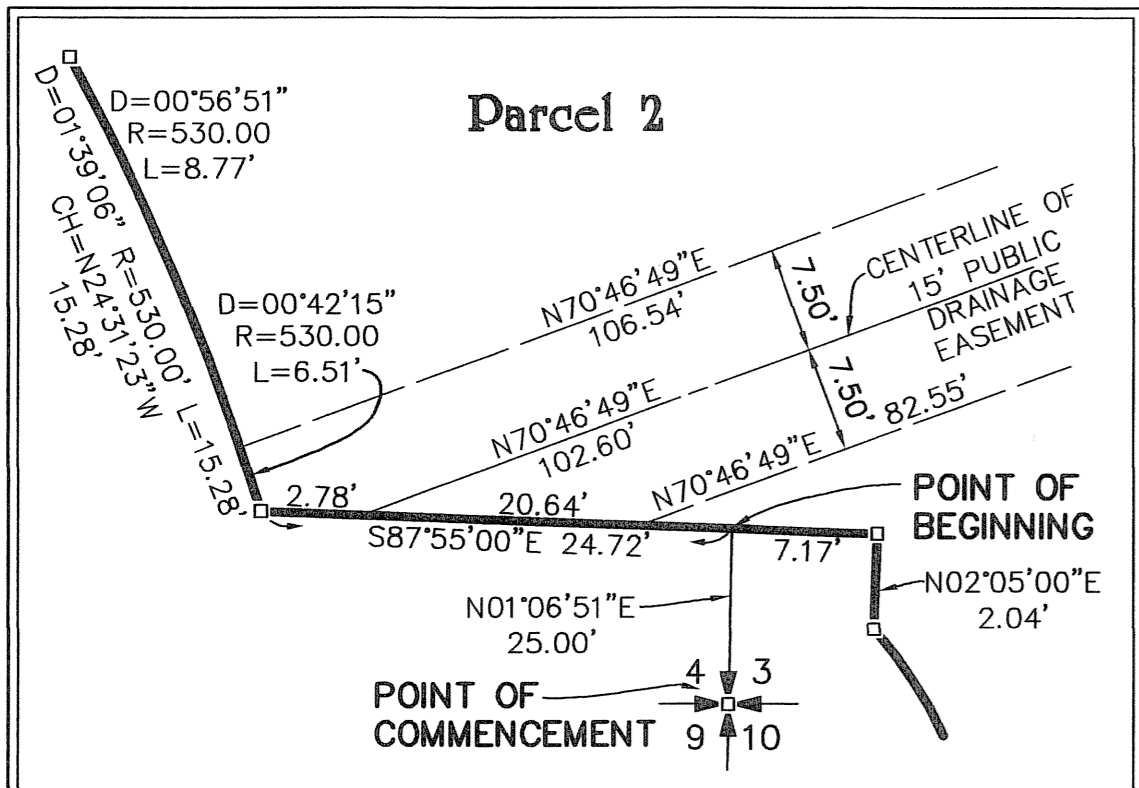 Parcel 2
D=00°56'51"
R=530.00
L=8.77'
D=01°39'06" R=530.00' L=15.28'
CH=N24°31'23"W
15.28'
D=00°42'15"
R=530.00
L=6.51'
N70°46'49"E
106.54'
7.50'
CENTERLINE OF
15' PUBLIC
DRAINAGE
EASEMENT
N70°46'49"E
102.60'
7.50'
N70°46'49"E
82.55'
2.78'
20.64'
S87°55'00"E 24.72'
7.17'
POINT OF
BEGINNING
N02°05'00"E
2.04'
N01°06'51"E
25.00'
4 3
POINT OF
COMMENCEMENT
9 10